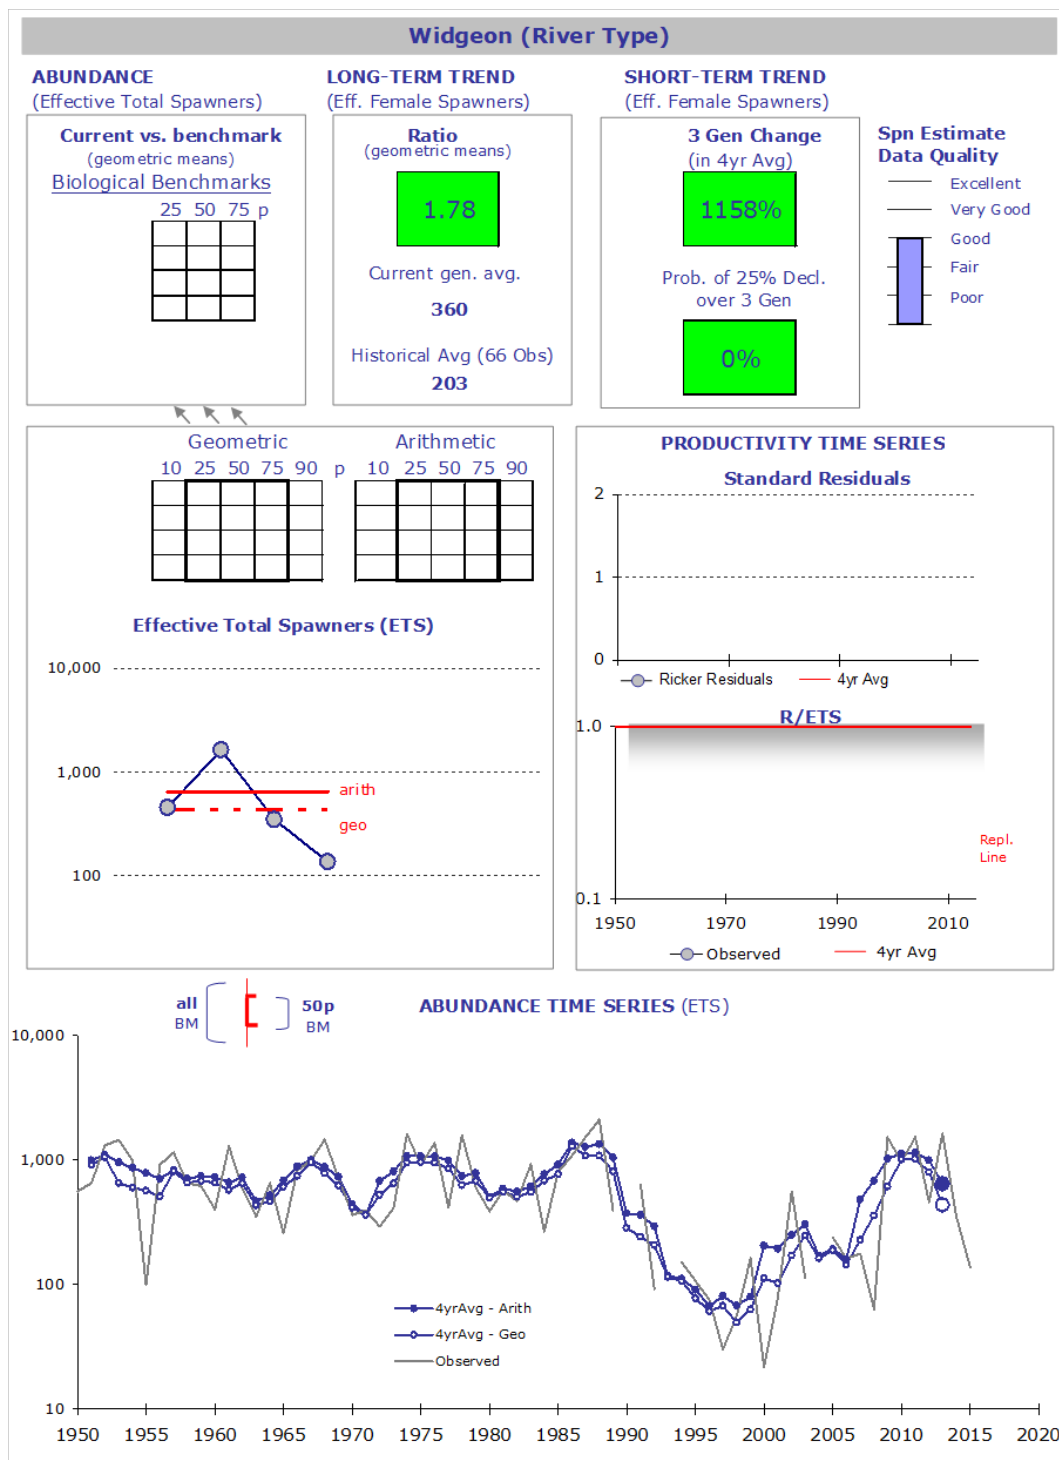 Widgeon (River Type)
ABUNDANCE
(Effective Total Spawners)
LONG-TERM TREND
(Eff. Female Spawners)
SHORT-TERM TREND
(Eff. Female Spawners)
Current vs. benchmark
(geometric means)
Biological Benchmarks
25 50 75 p
Ratio
(geometric means)
1.78
Current gen. avg.
360
Historical Avg (66 Obs)
203
3 Gen Change
(in 4yr Avg)
1158%
Prob. of 25% Decl.
over 3 Gen
0%
Spn Estimate
Data Quality
Excellent
Very Good
Good
Fair
Poor
Geometric
10 25 50 75 90 p
Arithmetic
10 25 50 75 90
Effective Total Spawners (ETS)
10,000
1,000
100
arith
geo
PRODUCTIVITY TIME SERIES
Standard Residuals
2
1
0
Ricker Residuals
4yr Avg
R/ETS
1.0
0.1
Repl.
Line
1950 1970 1990 2010
Observed
4yr Avg
all
BM
50p
BM
ABUNDANCE TIME SERIES (ETS)
10,000
1,000
100
10
4yrAvg - Arith
4yrAvg - Geo
Observed
1950 1955 1960 1965 1970 1975 1980 1985 1990 1995 2000 2005 2010 2015 2020